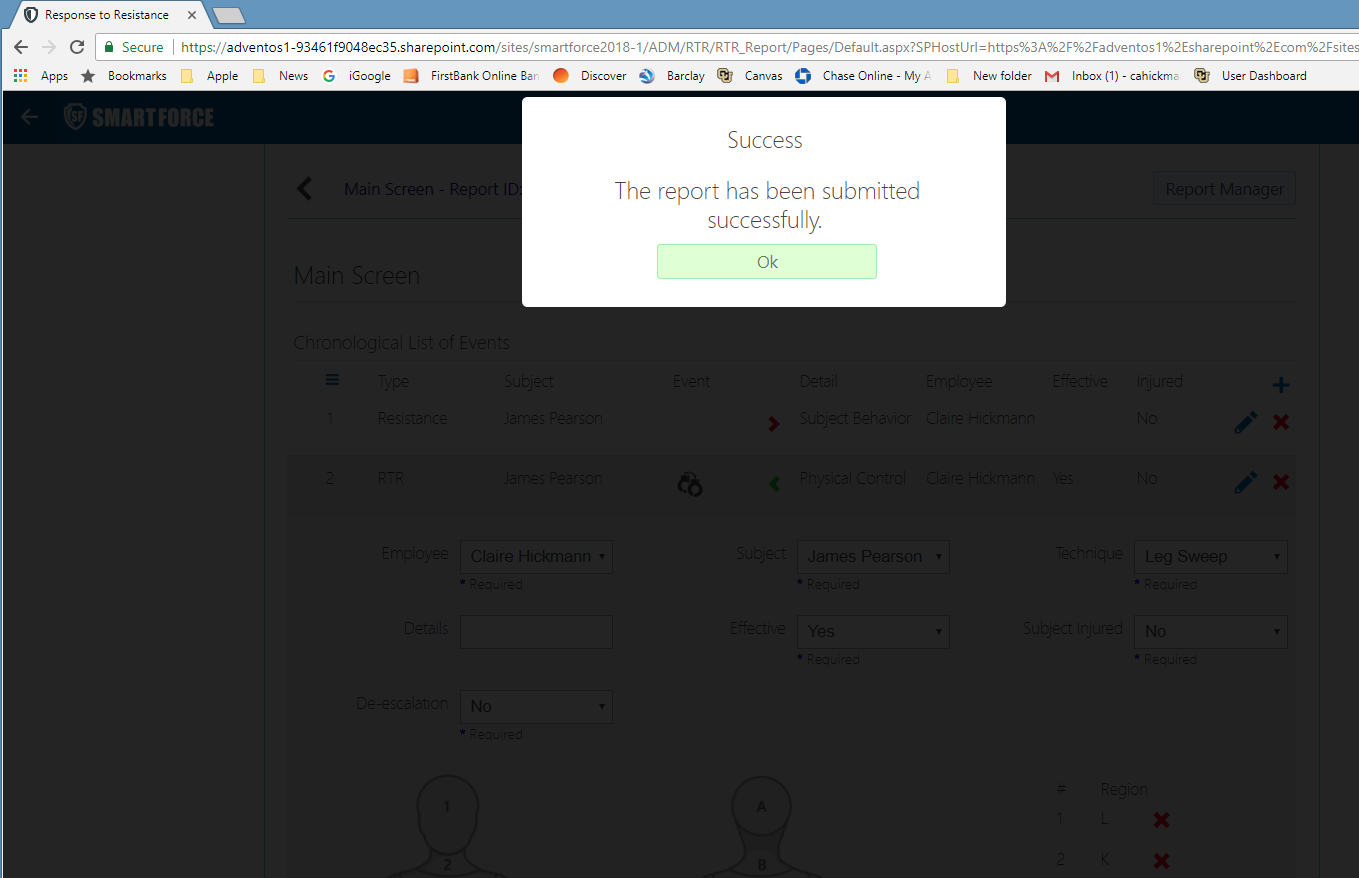 Response to Resistance
Secure https://adventos1-93461f9048ec35.sharepoint.com/sites/smartforce2018-1/ADM/RTR/RTR_Report/Pages/Default.aspx?SPHostUrl=https%3A%2F%2Fadventos1%2Esharepoint%2Ecom%2Fsites
Apps Bookmarks Apple News iGoogle FirstBank Online Ban Discover Barclay Canvas Chase Online - My A New folder Inbox (1) - cahickma User Dashboard
SF SMARTFORCE
Success
The report has been submitted
successfully.
Ok
Main Screen - Report ID: Report Manager
Main Screen
Chronological List of Events
Type Subject Event Detail Employee Effective Injured
1 Resistance James Pearson Subject Behavior Claire Hickmann No
2 RTR James Pearson Physical Control Claire Hickmann Yes No
Employee Claire Hickmann Subject James Pearson Technique Leg Sweep
* Required * Required * Required
Details Effective Yes Subject Injured No
* Required * Required
De-escalation No
* Required
# Region
1 A
1 L
2 B
2 K